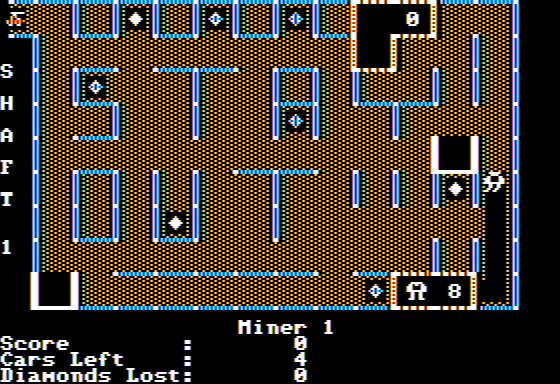 0
S
H
A
F
T
1
8
Miner 1
Score : 0
Cars Left : 4
Diamonds Lost: 0